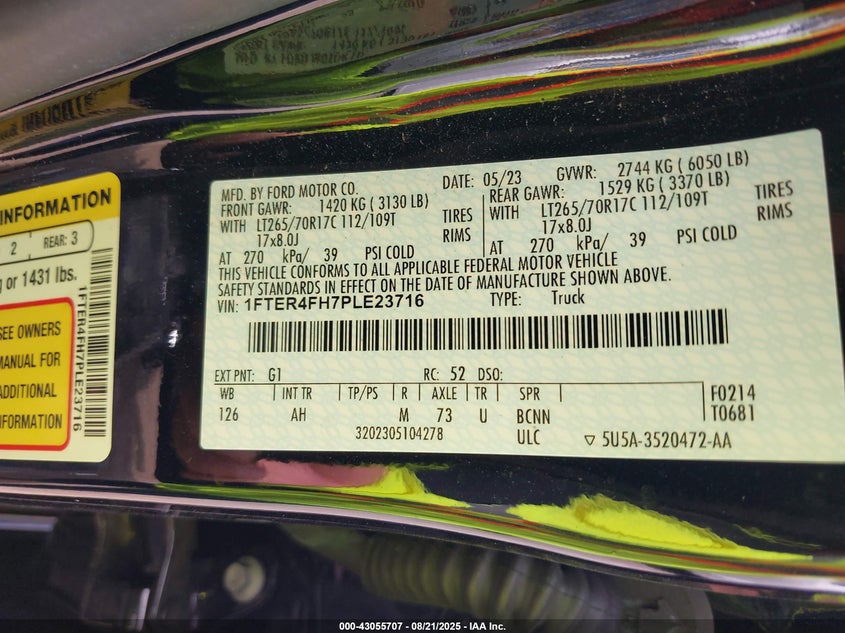 INFORMATION
2 REAR: 3
g or 1431 lbs.
SEE OWNERS
MANUAL FOR
ADDITIONAL
INFORMATION
1FTER4FH7PLE23716
MFD. BY FORD MOTOR CO.
DATE: 05/23 GVWR: 2744 KG ( 6050 LB)
FRONT GAWR: 1420 KG ( 3130 LB)
REAR GAWR: 1529 KG ( 3370 LB)
WITH LT265/70R17C 112/109T TIRES
WITH LT265/70R17C 112/109T TIRES
17x8.0J RIMS
17x8.0J RIMS
AT 270 kPa/ 39 PSI COLD
AT 270 kPa/ 39 PSI COLD
THIS VEHICLE CONFORMS TO ALL APPLICABLE FEDERAL MOTOR VEHICLE
SAFETY STANDARDS IN EFFECT ON THE DATE OF MANUFACTURE SHOWN ABOVE.
VIN: 1FTER4FH7PLE23716 TYPE: Truck
EXT PNT: G1 RC: 52 DSO:
WB INT TR TP/PS R AXLE TR SPR F0214
126 AH M 73 U BCNN T0681
3202305104278 ULC ▽ 5U5A-3520472-AA
000-43055707 - 08/21/2025 - IAA Inc.